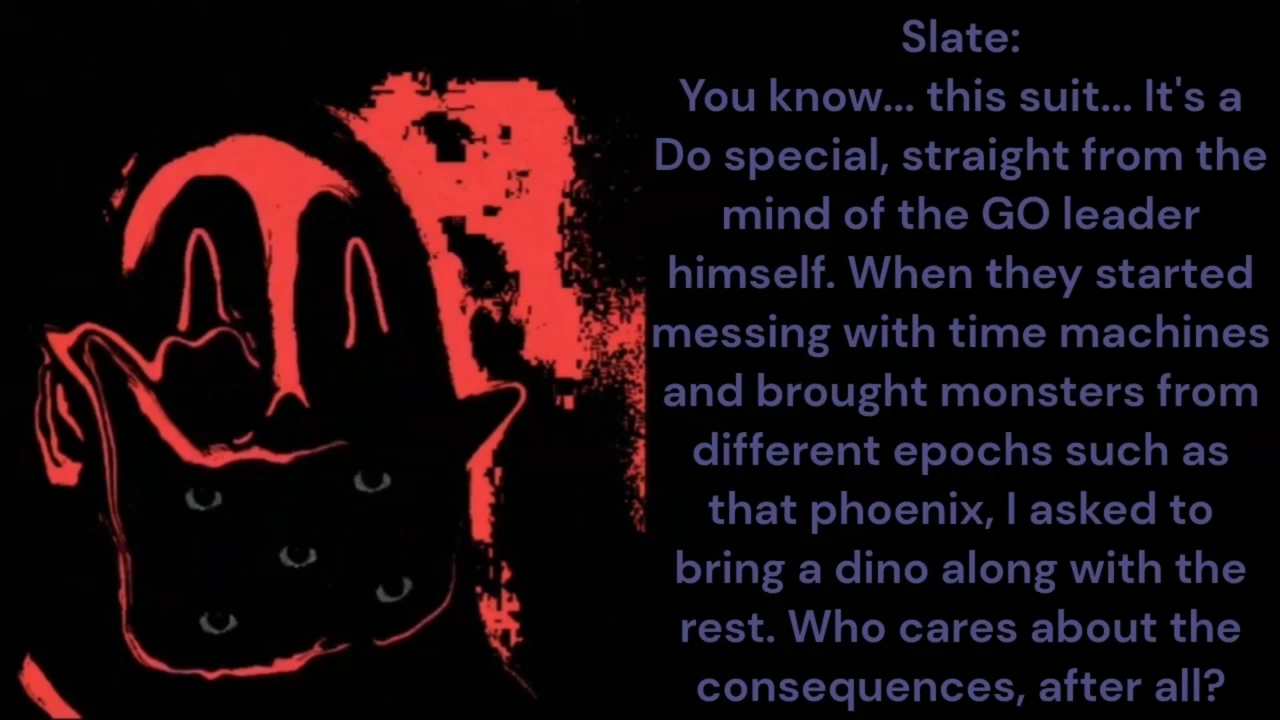 Slate:
You know... this suit... It's a
Do special, straight from the
mind of the GO leader
himself. When they started
messing with time machines
and brought monsters from
different epochs such as
that phoenix, I asked to
bring a dino along with the
rest. Who cares about the
consequences, after all?